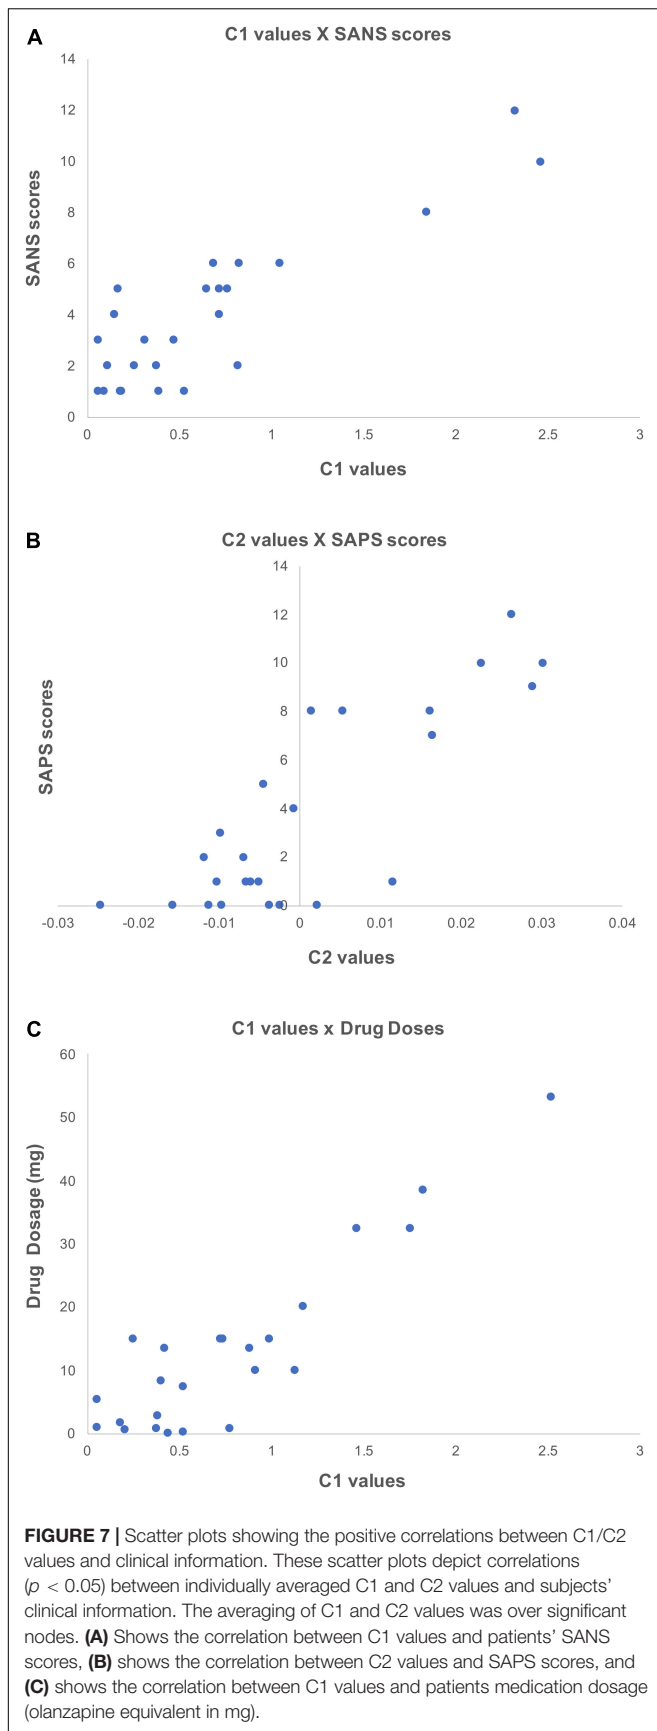 A
C1 values X SANS scores
14
12
10
8
6
4
2
0
SANS scores
0 0.5 1 1.5 2 2.5 3
C1 values
B
C2 values X SAPS scores
14
12
10
8
6
4
2
0
SAPS scores
-0.03 -0.02 -0.01 0 0.01 0.02 0.03 0.04
C2 values
C
C1 values x Drug Doses
60
50
40
30
20
10
0
Drug Dosage (mg)
0 0.5 1 1.5 2 2.5 3
C1 values
FIGURE 7 | Scatter plots showing the positive correlations between C1/C2
values and clinical information. These scatter plots depict correlations
(p < 0.05) between individually averaged C1 and C2 values and subjects’
clinical information. The averaging of C1 and C2 values was over significant
nodes. (A) Shows the correlation between C1 values and patients’ SANS
scores, (B) shows the correlation between C2 values and SAPS scores, and
(C) shows the correlation between C1 values and patients medication dosage
(olanzapine equivalent in mg).